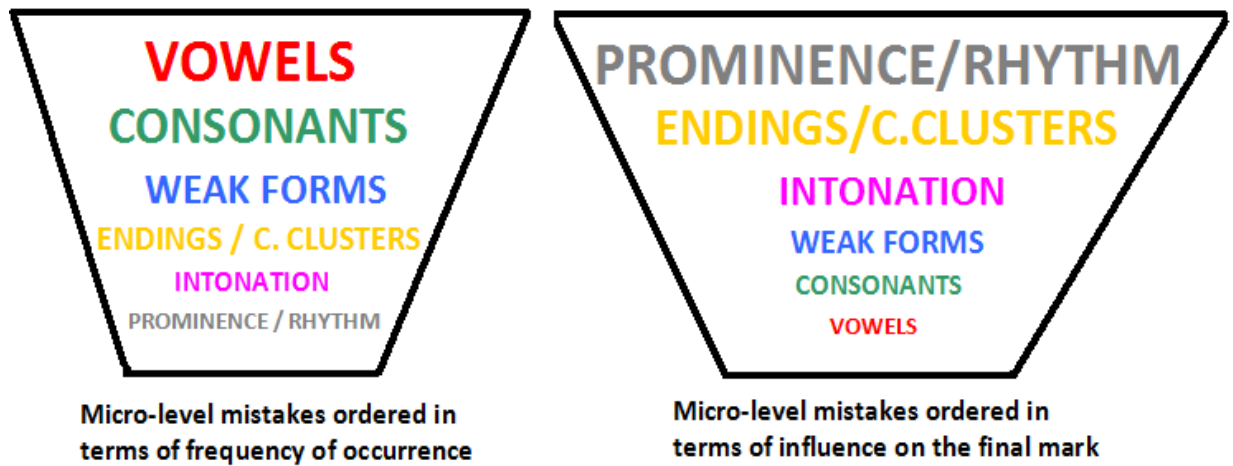 VOWELS
CONSONANTS
WEAK FORMS
ENDINGS / C. CLUSTERS
INTONATION
PROMINENCE / RHYTHM
Micro-level mistakes ordered in
terms of frequency of occurrence
PROMINENCE/RHYTHM
ENDINGS/C.CLUSTERS
INTONATION
WEAK FORMS
CONSONANTS
VOWELS
Micro-level mistakes ordered in
terms of influence on the final mark